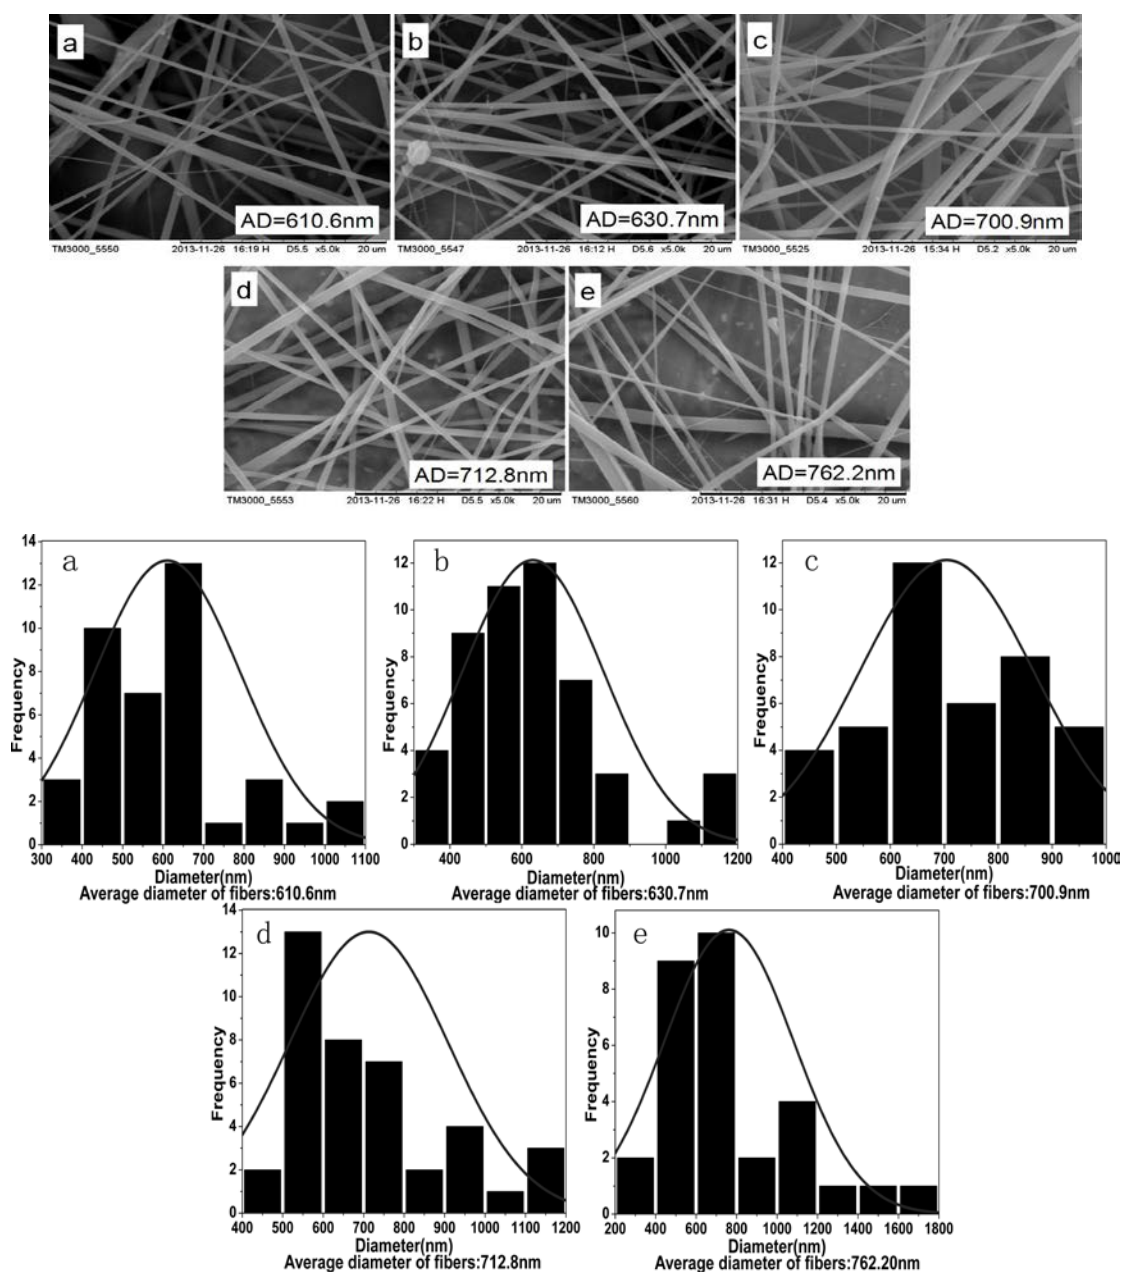 a
b
c
AD=610.6nm
AD=630.7nm
AD=700.9nm
TM3000_5550 2013-11-26 16:19 H D5.5 x5.0k 20 um
TM3000_5547 2013-11-26 16:12 H D5.6 x5.0k 20 um
TM3000_5525 2013-11-26 15:34 H D5.2 x5.0k 20 um
d
e
AD=712.8nm
AD=762.2nm
TM3000_5553 2013-11-26 16:22 H D5.5 x5.0k 20 um
TM3000_5560 2013-11-26 16:31 H D5.4 x5.0k 20 um
a
Frequency
14
12
10
8
6
4
2
0
300 400 500 600 700 800 900 1000 1100
Diameter(nm)
Average diameter of fibers:610.6nm
b
Frequency
12
10
8
6
4
2
0
400 600 800 1000 1200
Diameter(nm)
Average diameter of fibers:630.7nm
c
Frequency
12
10
8
6
4
2
0
400 500 600 700 800 900 1000
Diameter(nm)
Average diameter of fibers:700.9nm
d
Frequency
14
12
10
8
6
4
2
0
400 500 600 700 800 900 1000 1100 1200
Diameter(nm)
Average diameter of fibers:712.8nm
e
Frequency
10
8
6
4
2
0
200 400 600 800 1000 1200 1400 1600 1800
Diameter(nm)
Average diameter of fibers:762.20nm